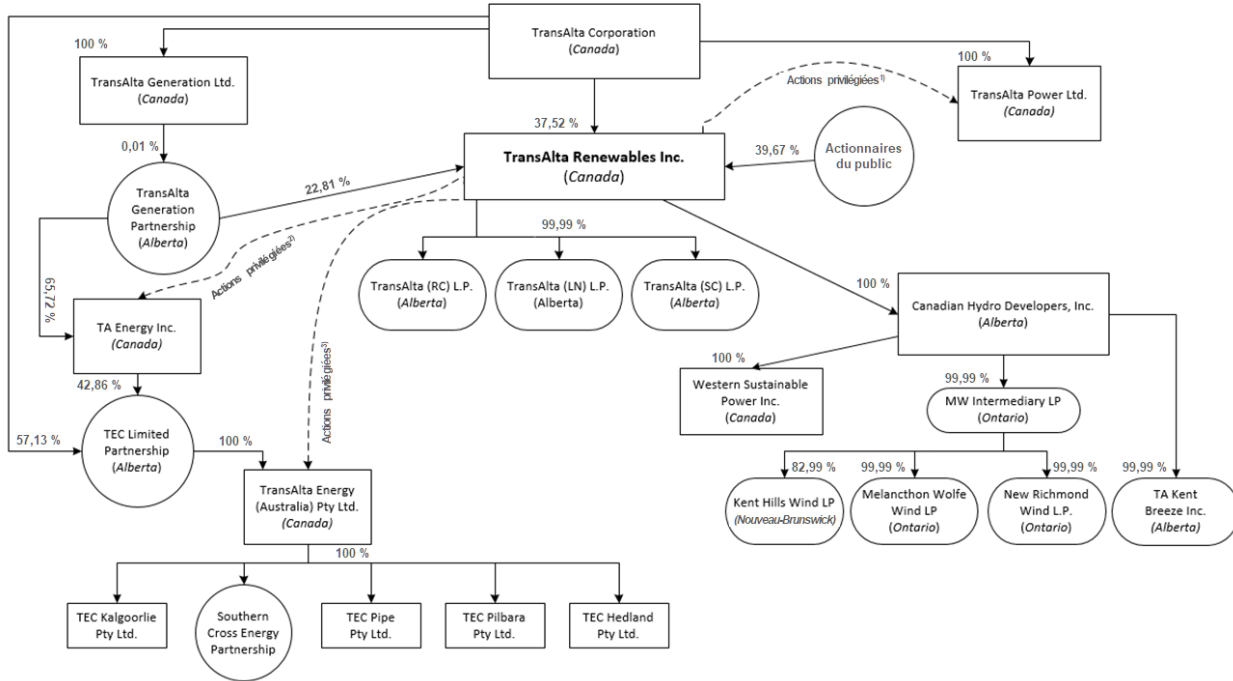 TransAlta Corporation
(Canada)
100 %
100 %
TransAlta Generation Ltd.
(Canada)
Actions privilégiées1)
TransAlta Power Ltd.
(Canada)
0,01 %
37,52 %
TransAlta Renewables Inc.
(Canada)
39,67 %
Actionnaires
du public
TransAlta
Generation
Partnership
(Alberta)
22,81 %
Actions privilégiées2)
65,72 %
99,99 %
TransAlta (RC) L.P.
(Alberta)
TransAlta (LN) L.P.
(Alberta)
TransAlta (SC) L.P.
(Alberta)
100 %
Canadian Hydro Developers, Inc.
(Alberta)
TA Energy Inc.
(Canada)
Actions privilégiées3)
42,86 %
100 %
Western Sustainable
Power Inc.
(Canada)
99,99 %
MW Intermediary LP
(Ontario)
57,13 %
TEC Limited
Partnership
(Alberta)
100 %
TransAlta Energy
(Australia) Pty Ltd.
(Canada)
82,99 %
99,99 %
99,99 %
99,99 %
Kent Hills Wind LP
(Nouveau-Brunswick)
Melancthon Wolfe
Wind LP
(Ontario)
New Richmond
Wind L.P.
(Ontario)
TA Kent
Breeze Inc.
(Alberta)
100 %
TEC Kalgoorlie
Pty Ltd.
Southern
Cross Energy
Partnership
TEC Pipe
Pty Ltd.
TEC Pilbara
Pty Ltd.
TEC Hedland
Pty Ltd.